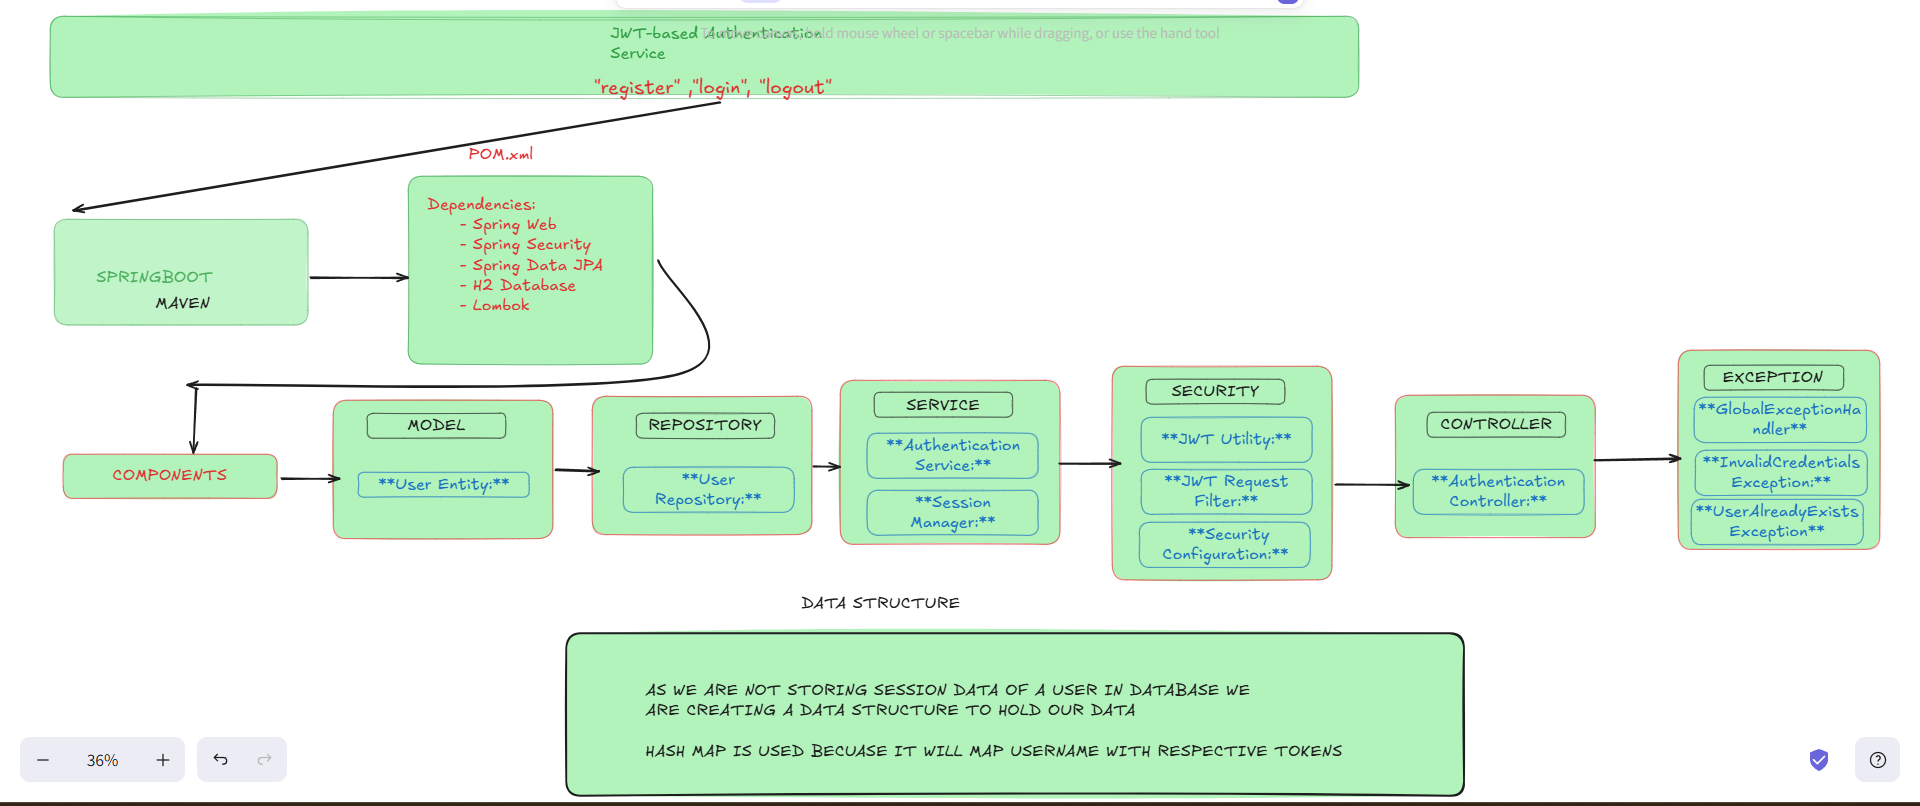 JWT-based Authentication
Service
To move canvas, hold mouse wheel or spacebar while dragging, or use the hand tool
"register" ,"login", "logout"
POM.xml
Dependencies:
- Spring Web
- Spring Security
- Spring Data JPA
- H2 Database
- Lombok
SPRINGBOOT
MAVEN
COMPONENTS
MODEL
**User Entity:**
REPOSITORY
**User
Repository:**
SERVICE
**Authentication
Service:**
**Session
Manager:**
SECURITY
**JWT Utility:**
**JWT Request
Filter:**
**Security
Configuration:**
CONTROLLER
**Authentication
Controller:**
EXCEPTION
**GlobalExceptionHa
ndler**
**InvalidCredentials
Exception:**
**UserAlreadyExists
Exception**
DATA STRUCTURE
AS WE ARE NOT STORING SESSION DATA OF A USER IN DATABASE WE
ARE CREATING A DATA STRUCTURE TO HOLD OUR DATA
HASH MAP IS USED BECUASE IT WILL MAP USERNAME WITH RESPECTIVE TOKENS
36%